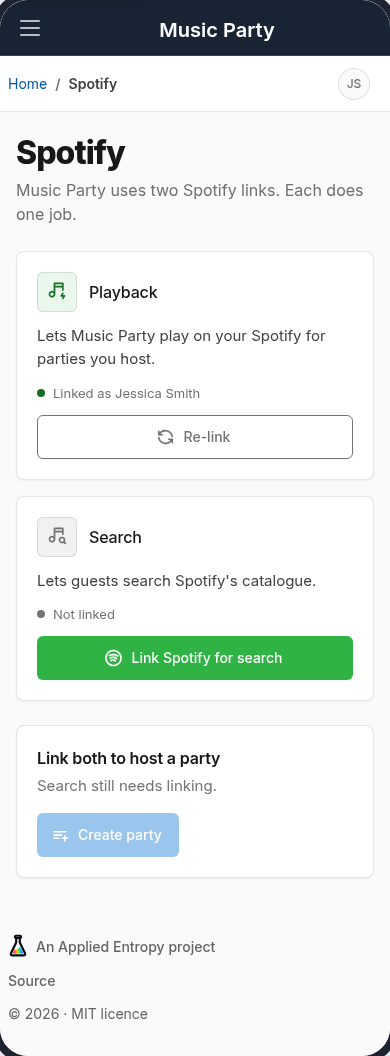 Music Party
Home / Spotify
JS
Spotify
Music Party uses two Spotify links. Each does
one job.
Playback
Lets Music Party play on your Spotify for
parties you host.
Linked as Jessica Smith
Re-link
Search
Lets guests search Spotify's catalogue.
Not linked
Link Spotify for search
Link both to host a party
Search still needs linking.
Create party
An Applied Entropy project
Source
© 2026 · MIT licence